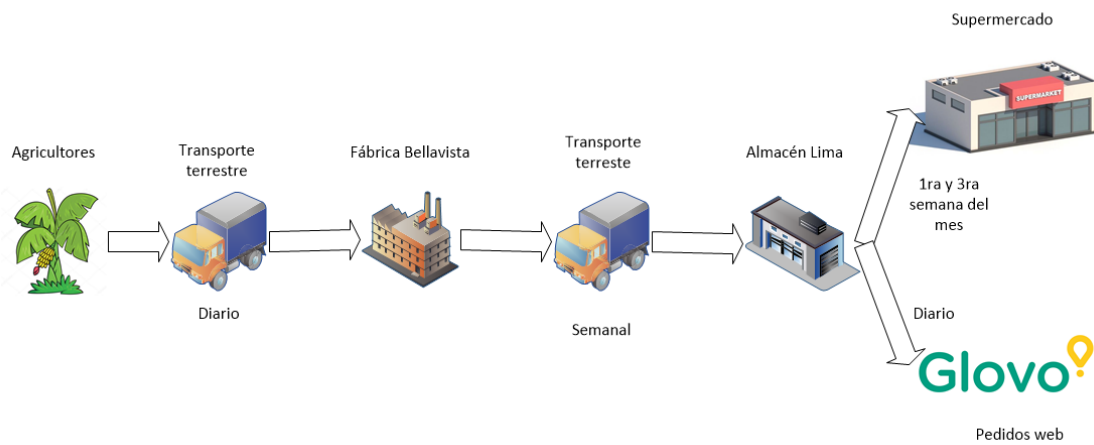 Supermercado
SUPERMARKET
Agricultores
Transporte
terrestre
Fábrica Bellavista
Transporte
terreste
Almacén Lima
1ra y 3ra
semana del
mes
Diario
Semanal
Diario
Glovo
Pedidos web